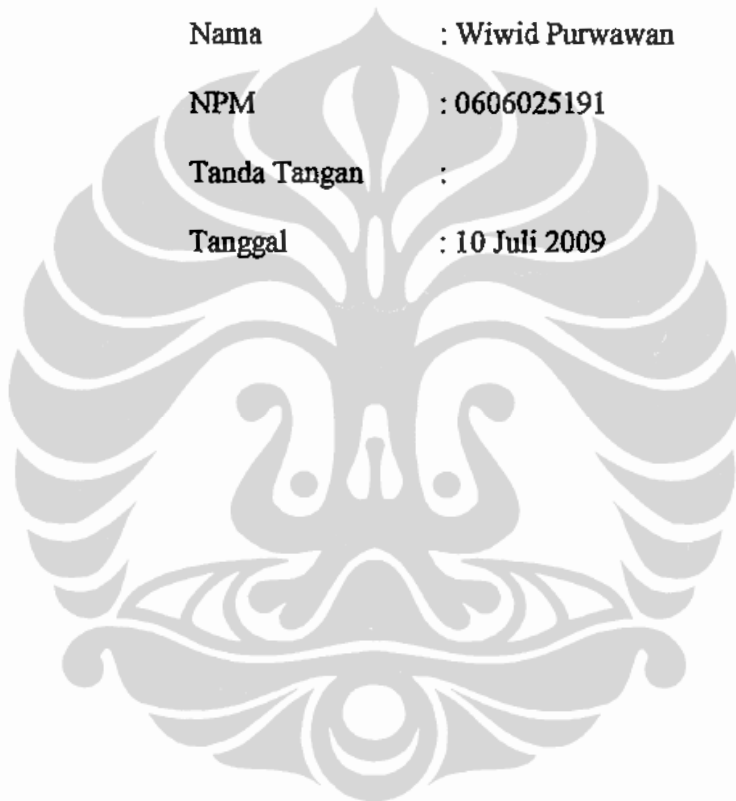 Nama : Wiwid Purwawan
NPM : 0606025191
Tanda Tangan :
Tanggal : 10 Juli 2009